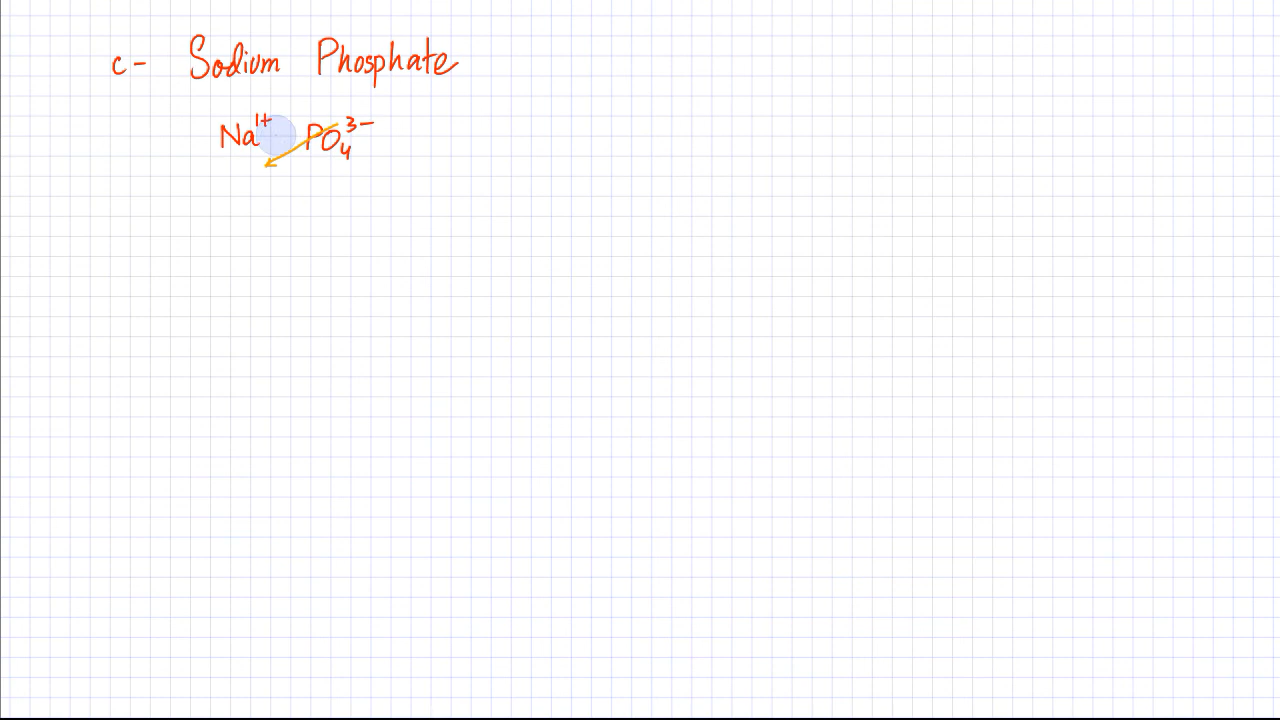 c- Sodium Phosphate
Na¹⁺ PO₄³⁻